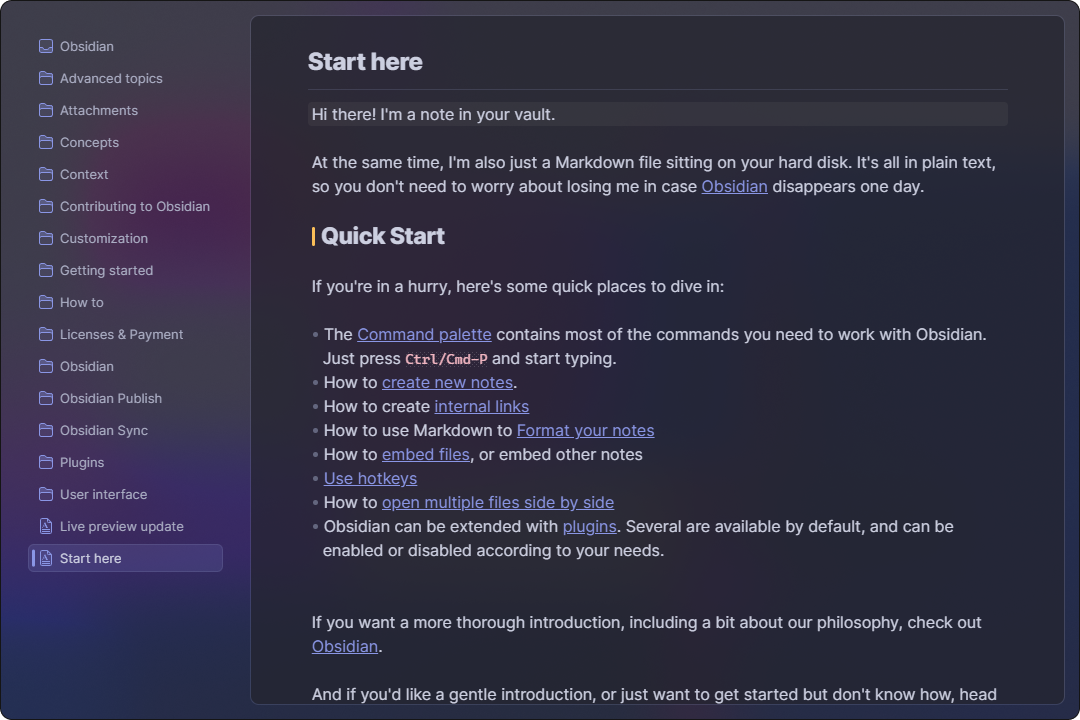 Obsidian
Advanced topics
Attachments
Concepts
Context
Contributing to Obsidian
Customization
Getting started
How to
Licenses & Payment
Obsidian
Obsidian Publish
Obsidian Sync
Plugins
User interface
Live preview update
Start here
Start here
Hi there! I'm a note in your vault.
At the same time, I'm also just a Markdown file sitting on your hard disk. It's all in plain text,
so you don't need to worry about losing me in case Obsidian disappears one day.
Quick Start
If you're in a hurry, here's some quick places to dive in:
• The Command palette contains most of the commands you need to work with Obsidian.
Just press Ctrl/Cmd-P and start typing.
• How to create new notes.
• How to create internal links
• How to use Markdown to Format your notes
• How to embed files, or embed other notes
• Use hotkeys
• How to open multiple files side by side
• Obsidian can be extended with plugins. Several are available by default, and can be
enabled or disabled according to your needs.
If you want a more thorough introduction, including a bit about our philosophy, check out
Obsidian.
And if you'd like a gentle introduction, or just want to get started but don't know how, head